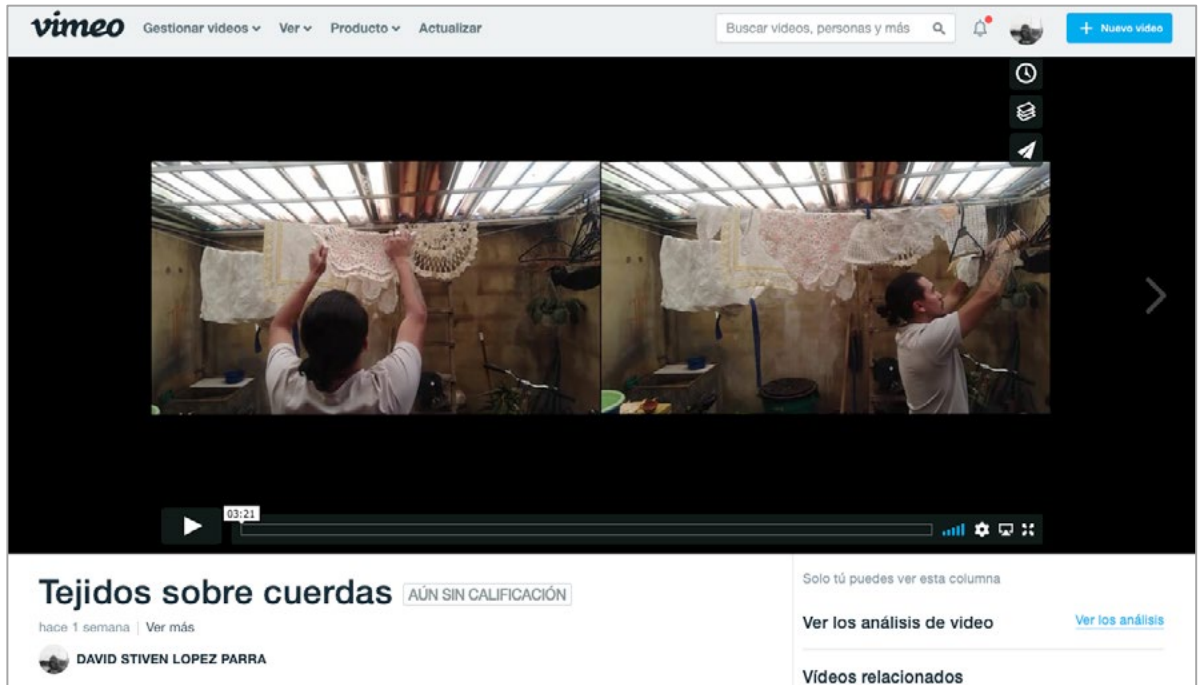 vimeo Gestionar videos Ver Producto Actualizar Buscar videos, personas y más Nuevo video
03:21
Tejidos sobre cuerdas AÚN SIN CALIFICACIÓN
hace 1 semana | Ver más
DAVID STIVEN LOPEZ PARRA
Solo tú puedes ver esta columna
Ver los análisis de video Ver los análisis
Vídeos relacionados